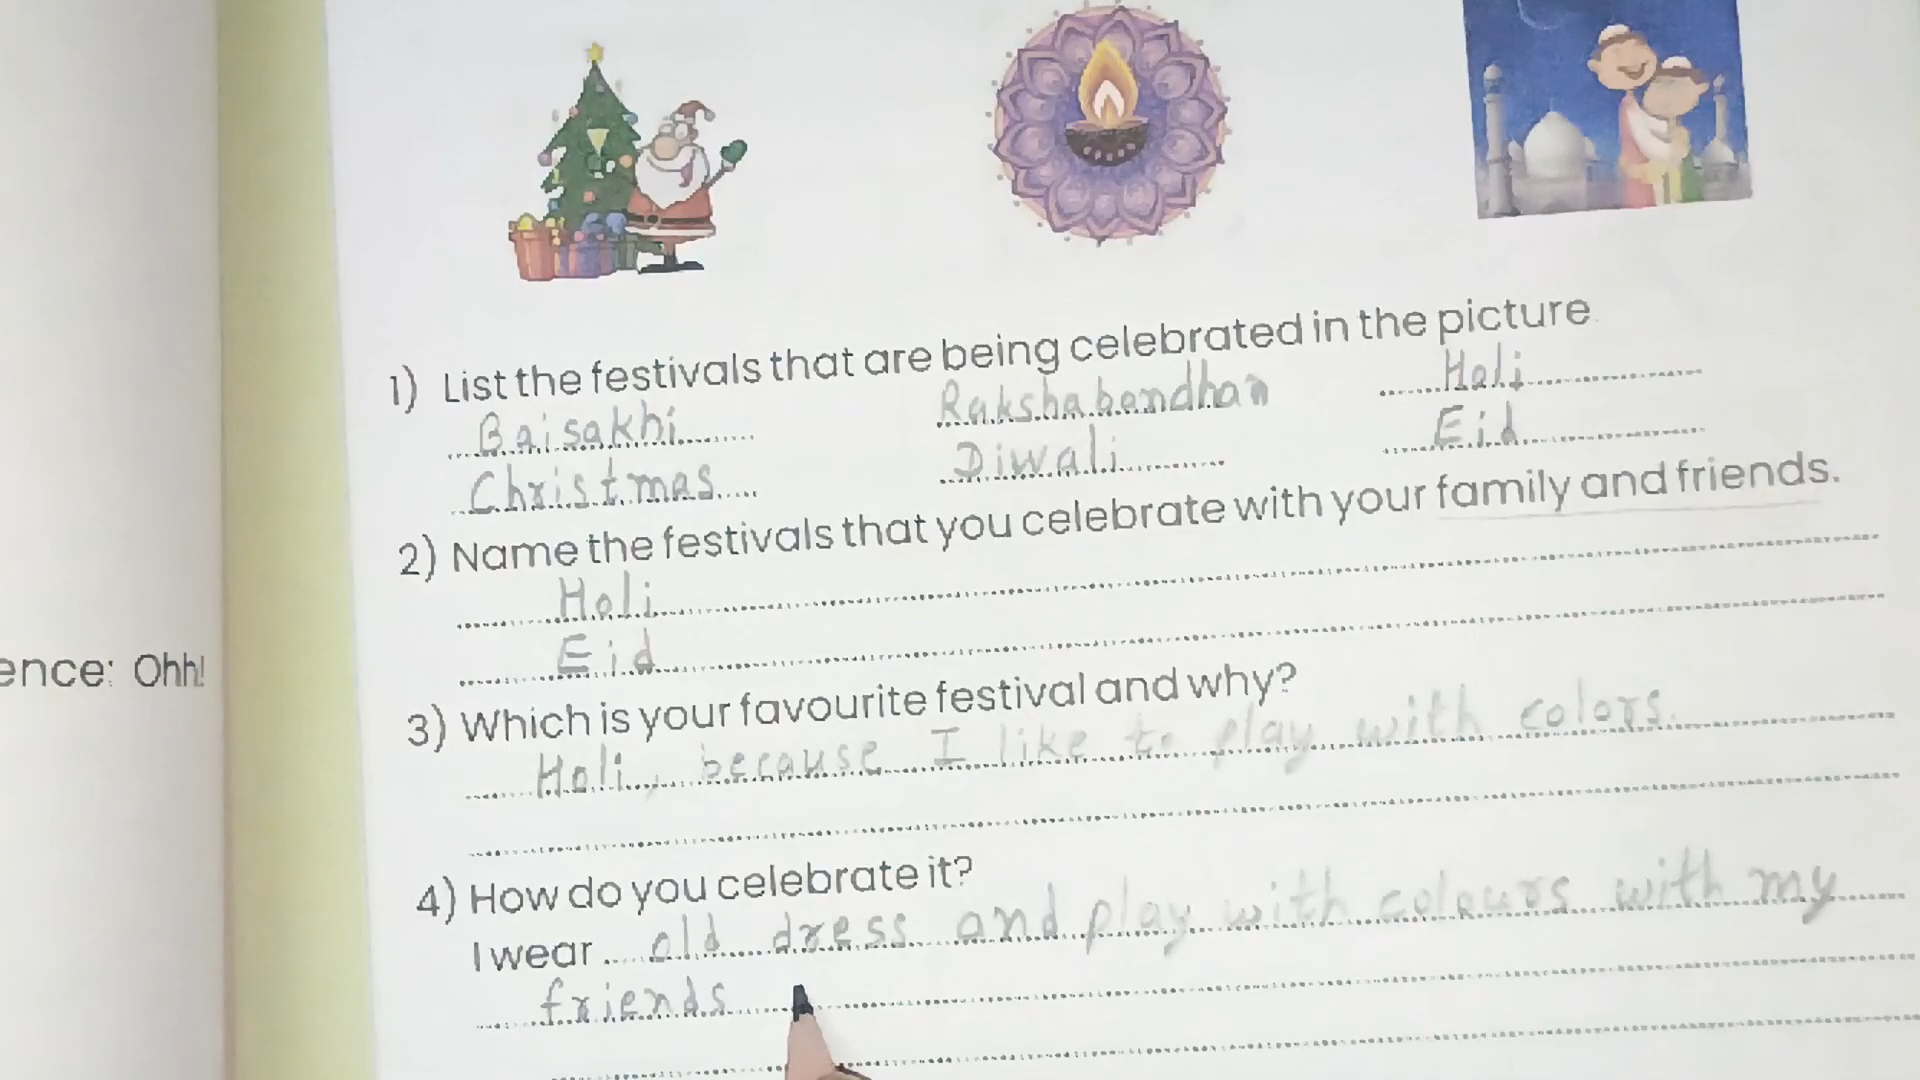 1) List the festivals that are being celebrated in the picture.
Baisakhi Rakshabandhan Holi
Christmas Diwali Eid
2) Name the festivals that you celebrate with your family and friends.
Holi
Eid
ence: Ohh!
3) Which is your favourite festival and why?
Holi, because I like to play with colors.
4) How do you celebrate it?
I wear old dress and play with colours with my
friends